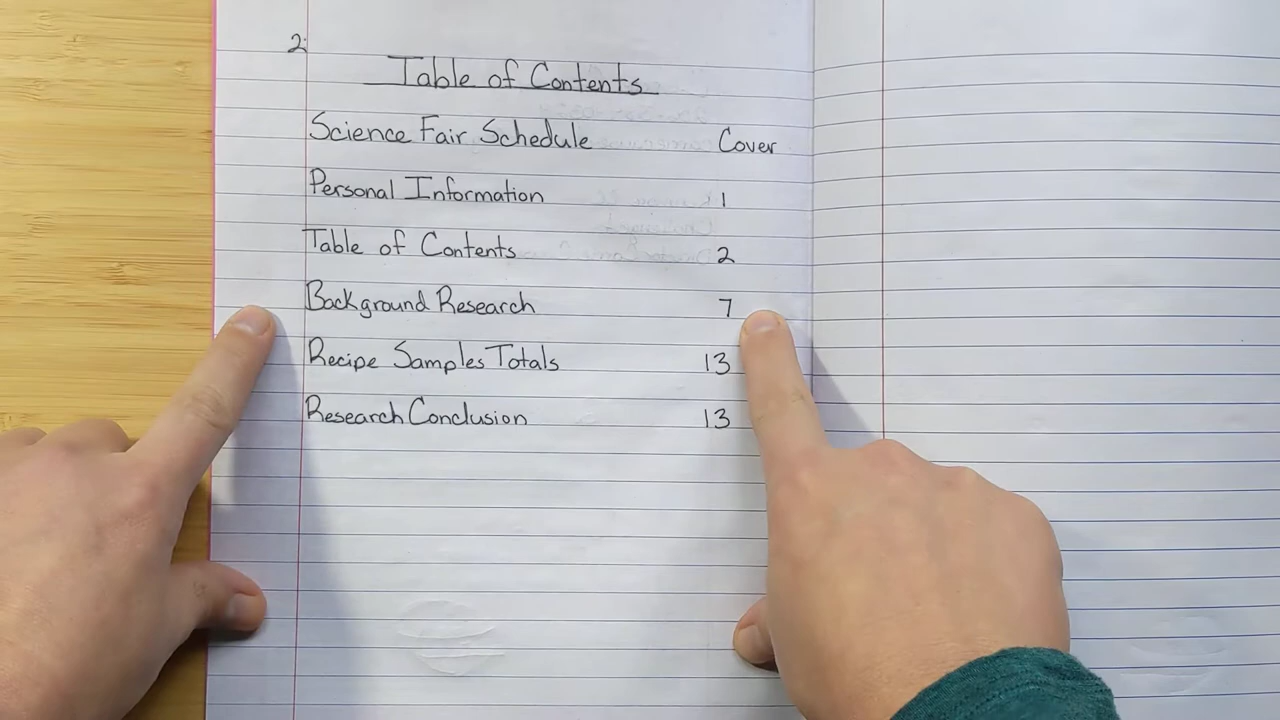 2
Table of Contents
Science Fair Schedule Cover
Personal Information 1
Table of Contents 2
Background Research 7
Recipe Samples Totals 13
Research Conclusion 13